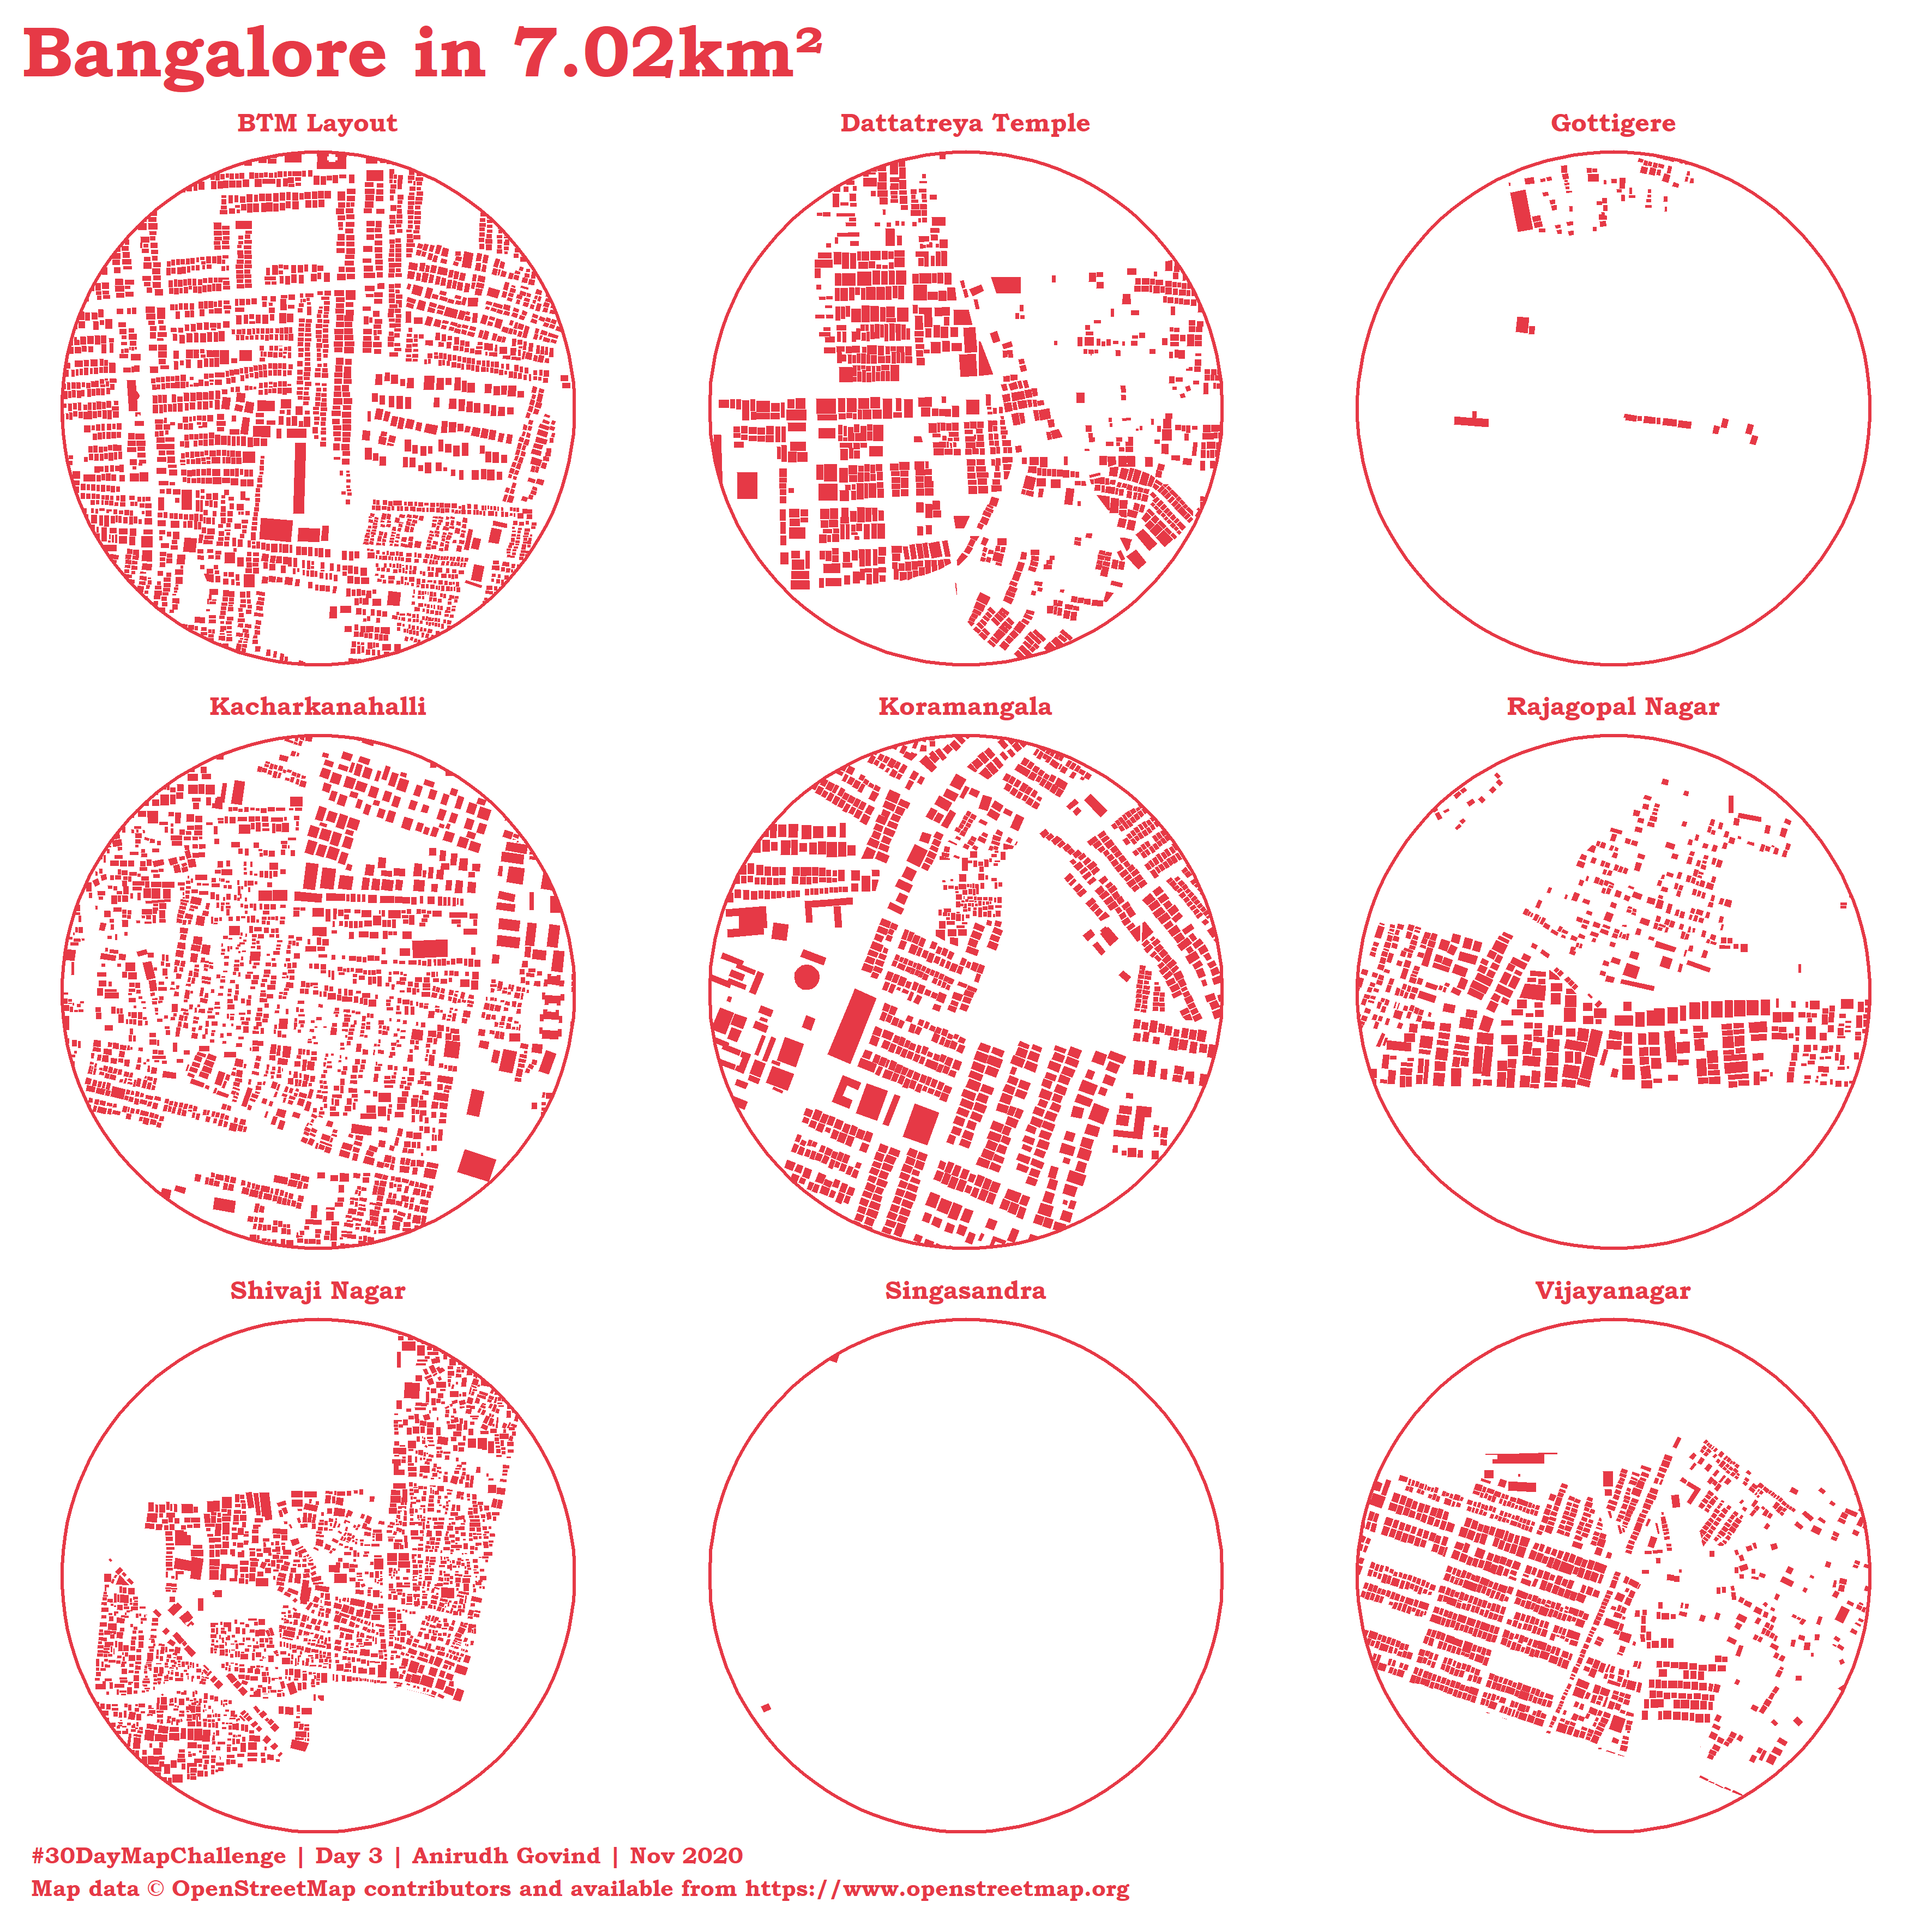 Bangalore in 7.02km²
BTM Layout
Dattatreya Temple
Gottigere
Kacharkanahalli
Koramangala
Rajagopal Nagar
Shivaji Nagar
Singasandra
Vijayanagar
#30DayMapChallenge | Day 3 | Anirudh Govind | Nov 2020
Map data © OpenStreetMap contributors and available from https://www.openstreetmap.org